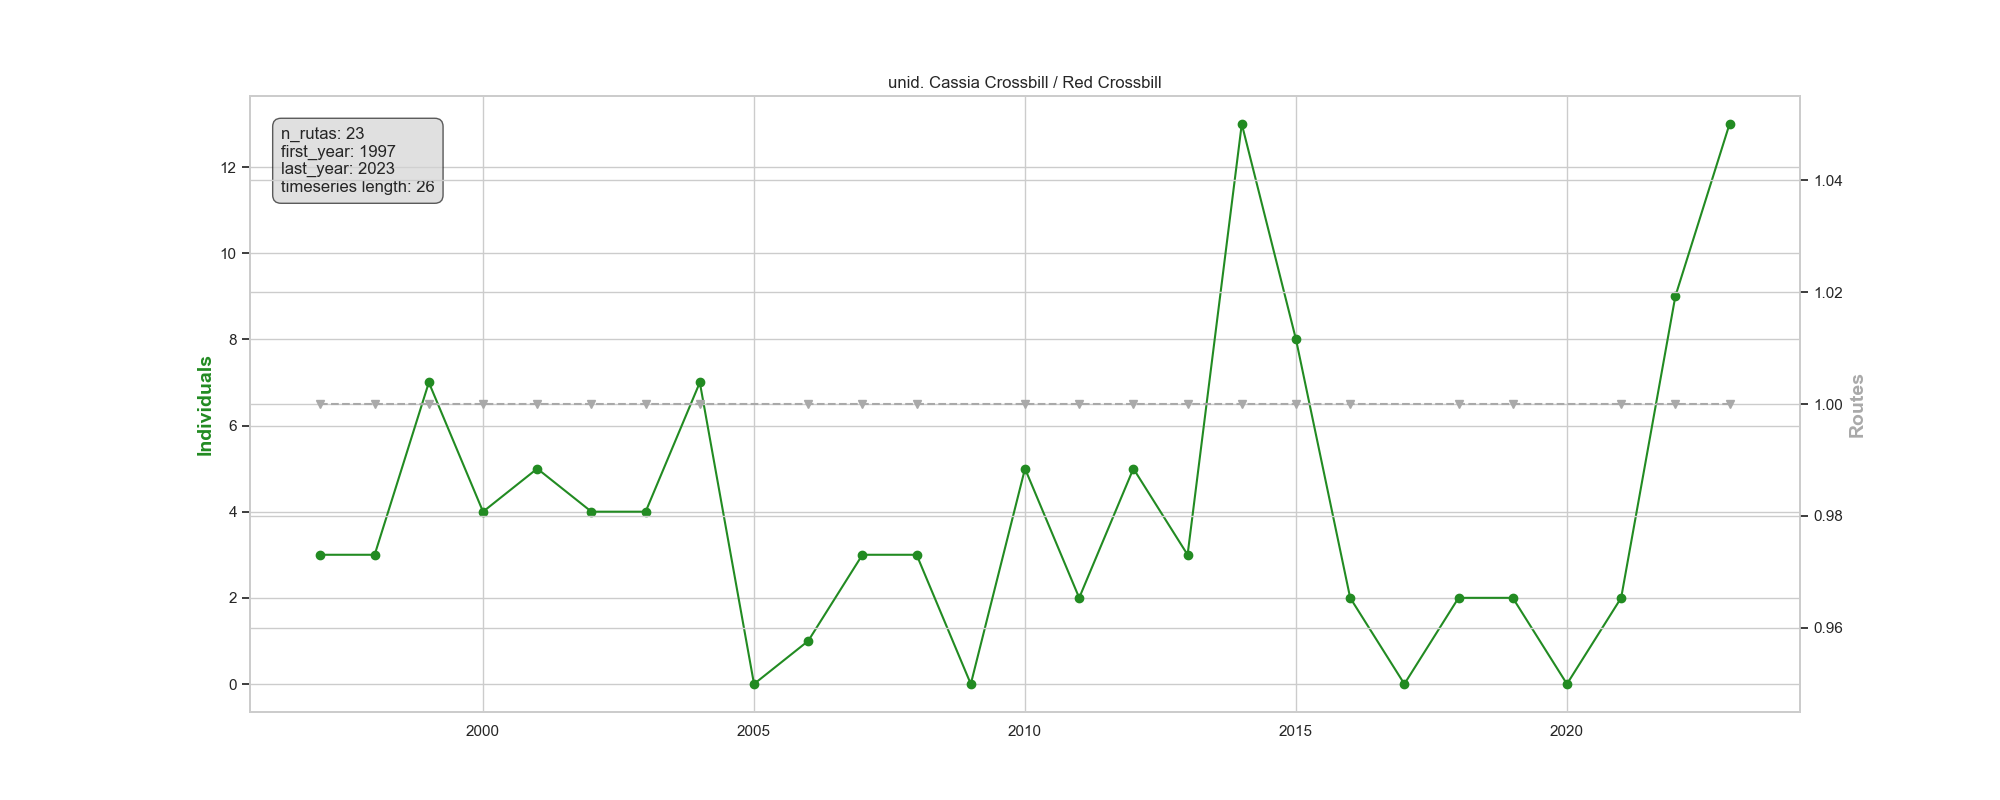 unid. Cassia Crossbill / Red Crossbill
n_rutas: 23
first_year: 1997
last_year: 2023
timeseries length: 26
12
10
8
6
4
2
0
Individuals
1.04
1.02
1.00
0.98
0.96
Routes
2000
2005
2010
2015
2020